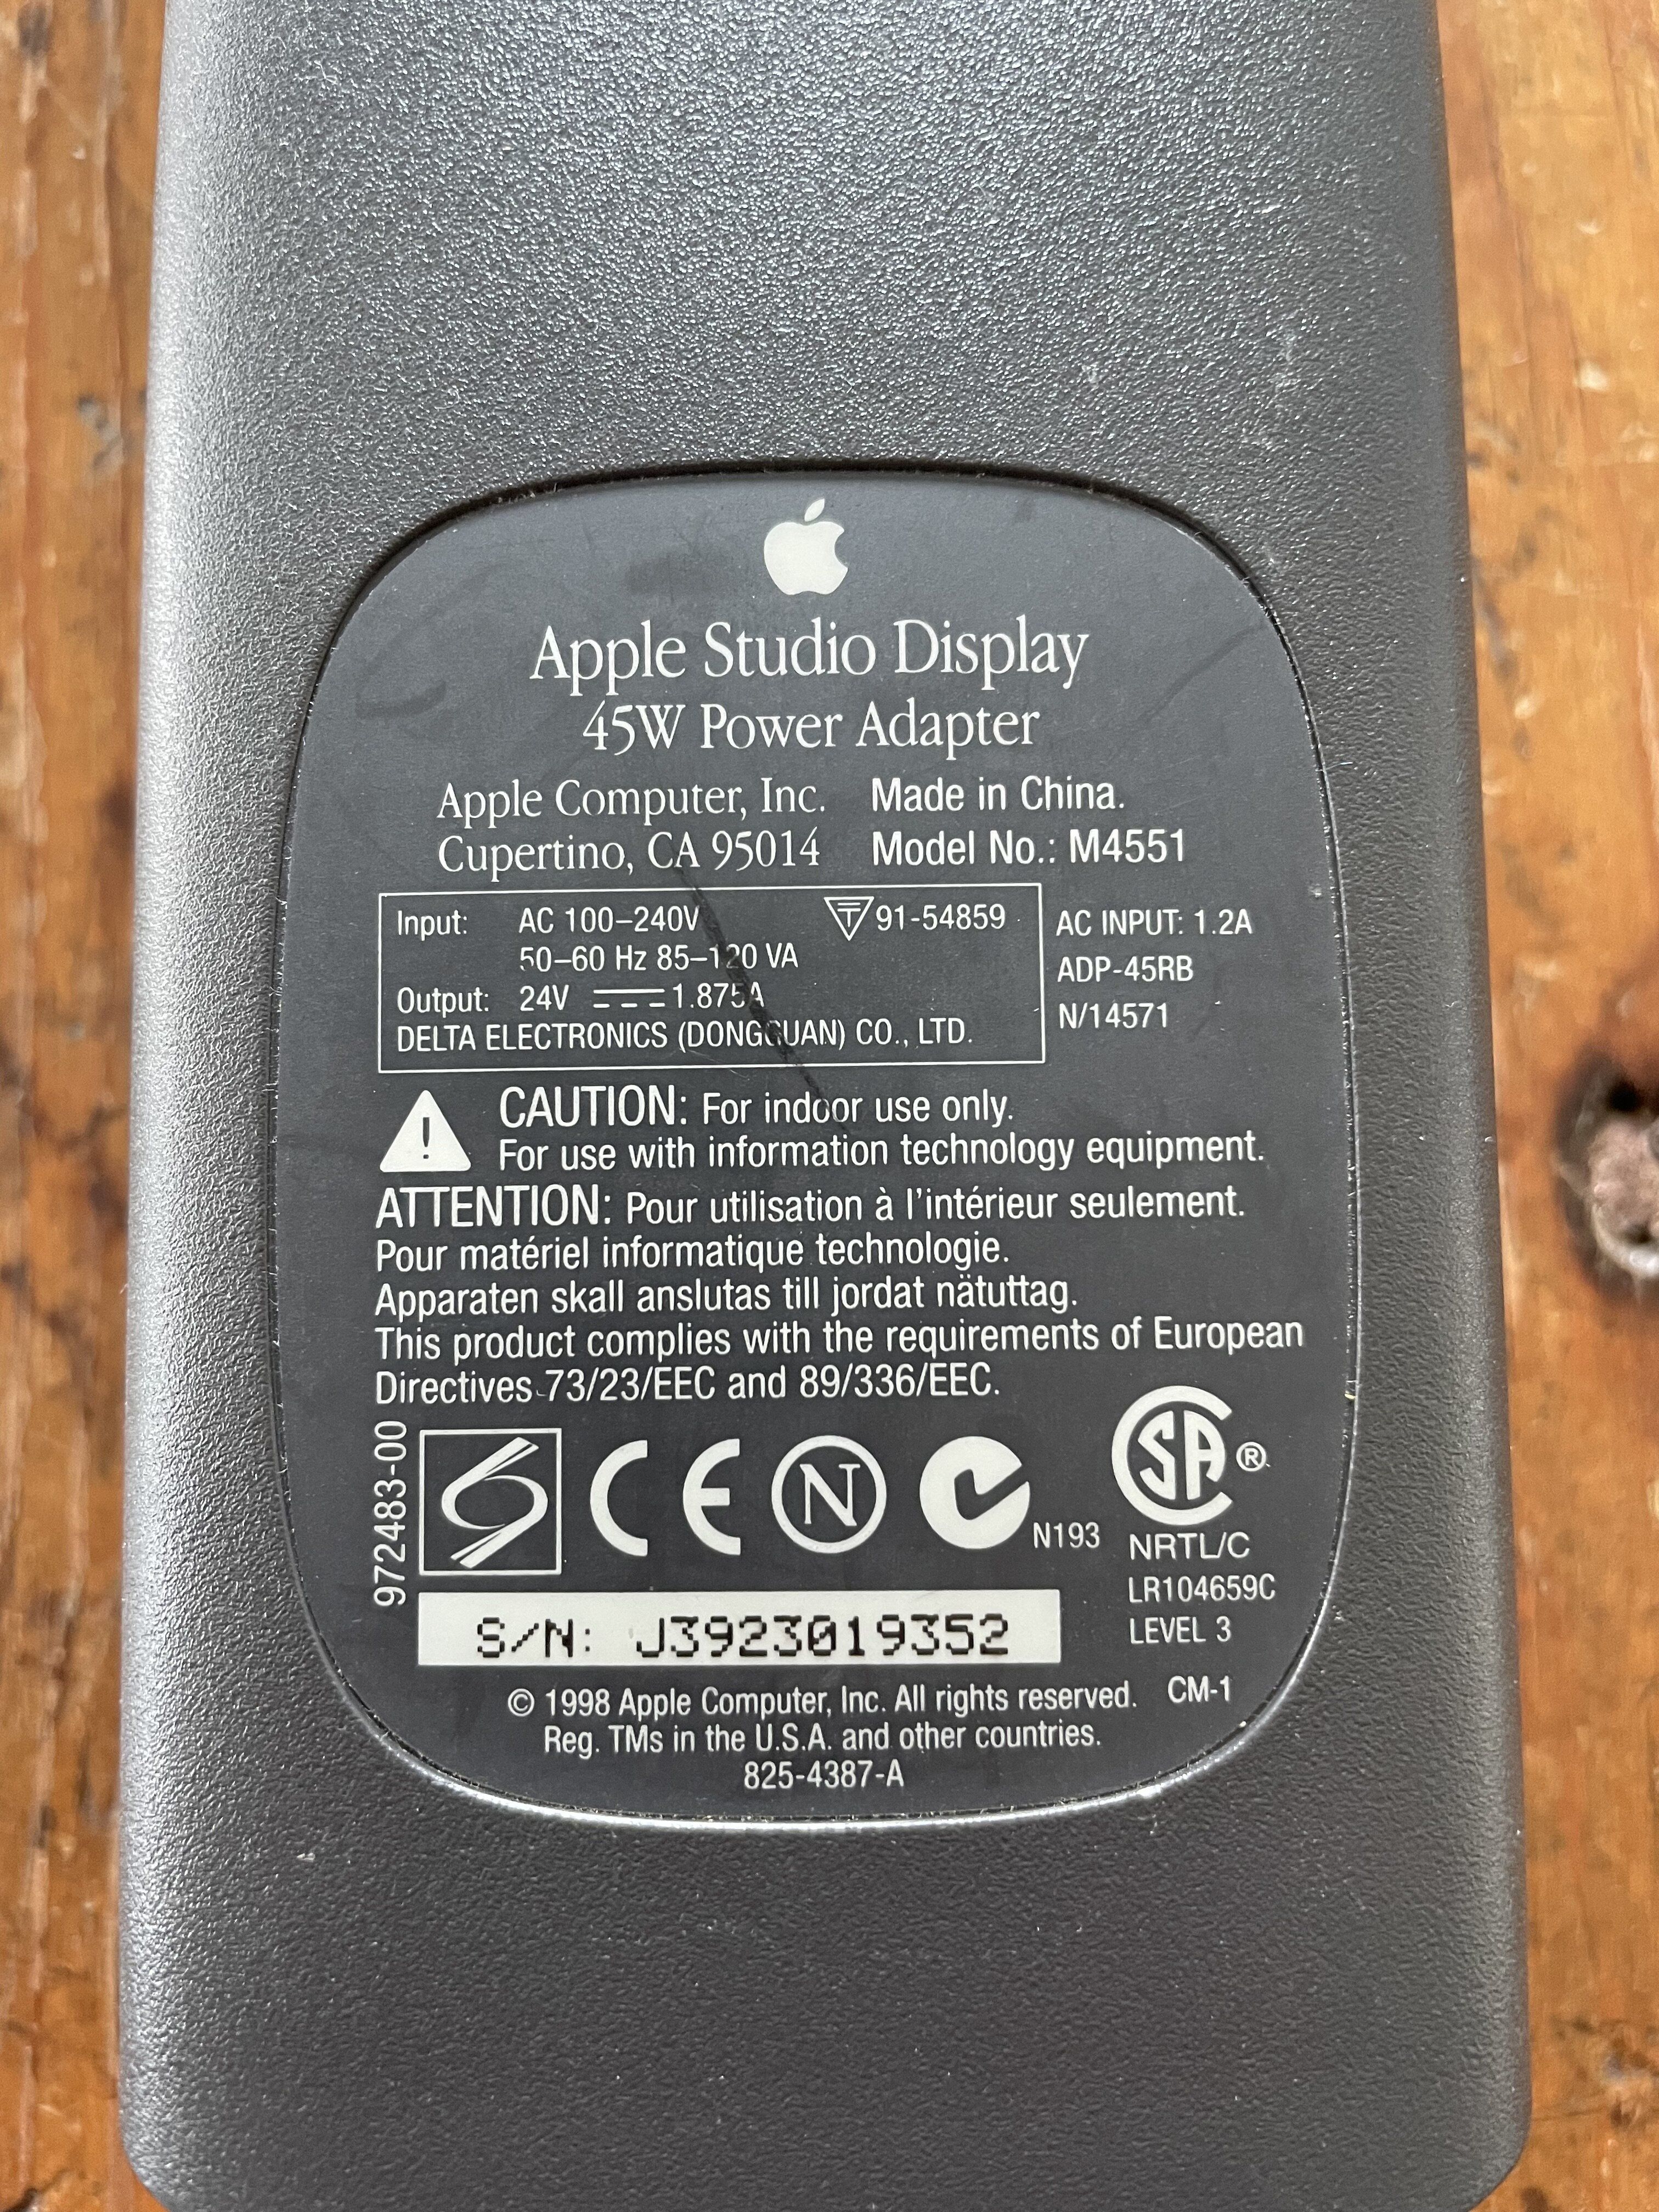 Apple Studio Display
45W Power Adapter
Apple Computer, Inc. Made in China.
Cupertino, CA 95014 Model No.: M4551
Input: AC 100–240V T 91-54859
50–60 Hz 85–120 VA
Output: 24V 1.875A
DELTA ELECTRONICS (DONGGUAN) CO., LTD.
AC INPUT: 1.2A
ADP-45RB
N/14571
! CAUTION: For indoor use only.
For use with information technology equipment.
ATTENTION: Pour utilisation à l'intérieur seulement.
Pour matériel informatique technologie.
Apparaten skall anslutas till jordat nätuttag.
This product complies with the requirements of European
Directives 73/23/EEC and 89/336/EEC.
972483-00
CE N N193
SA ®
NRTL/C
LR104659C
LEVEL 3
S/N: J3923019352
© 1998 Apple Computer, Inc. All rights reserved. CM-1
Reg. TMs in the U.S.A. and other countries.
825-4387-A